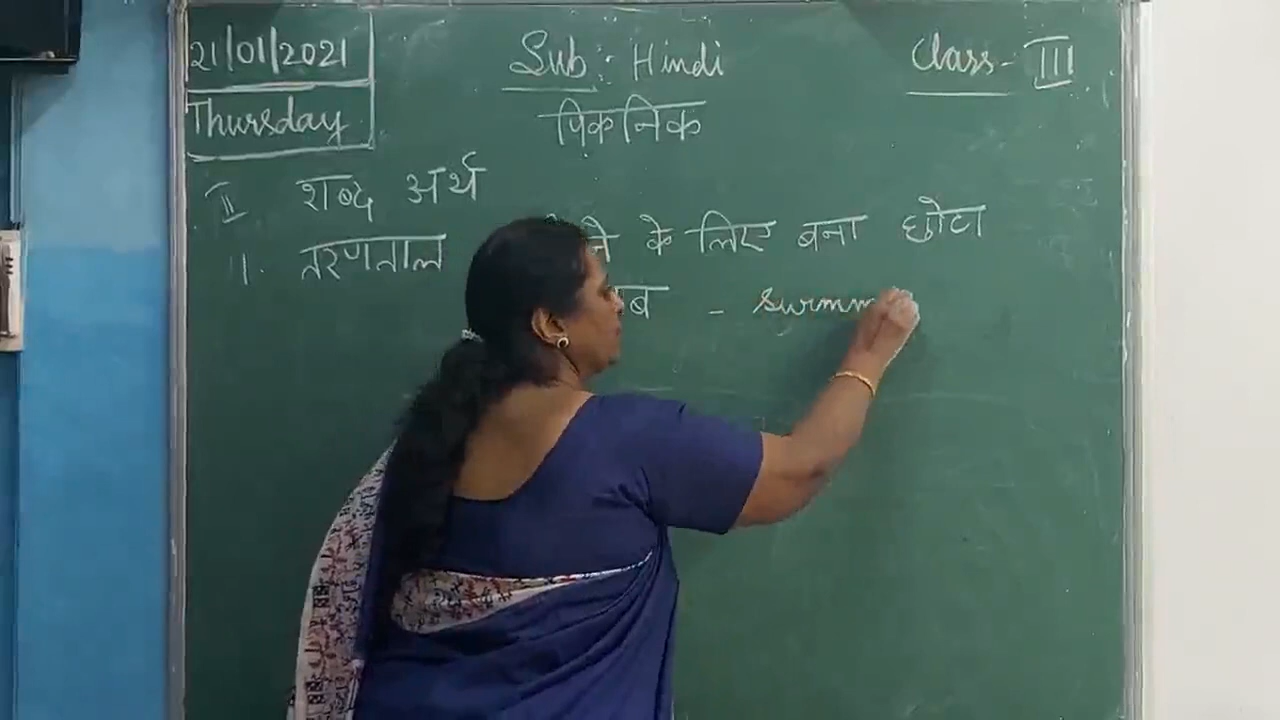 21/01/2021 Sub: Hindi Class- III
Thursday पिकनिक
II शब्द अर्थ
1. तरणताल के लिए बना छोटा
- swimm